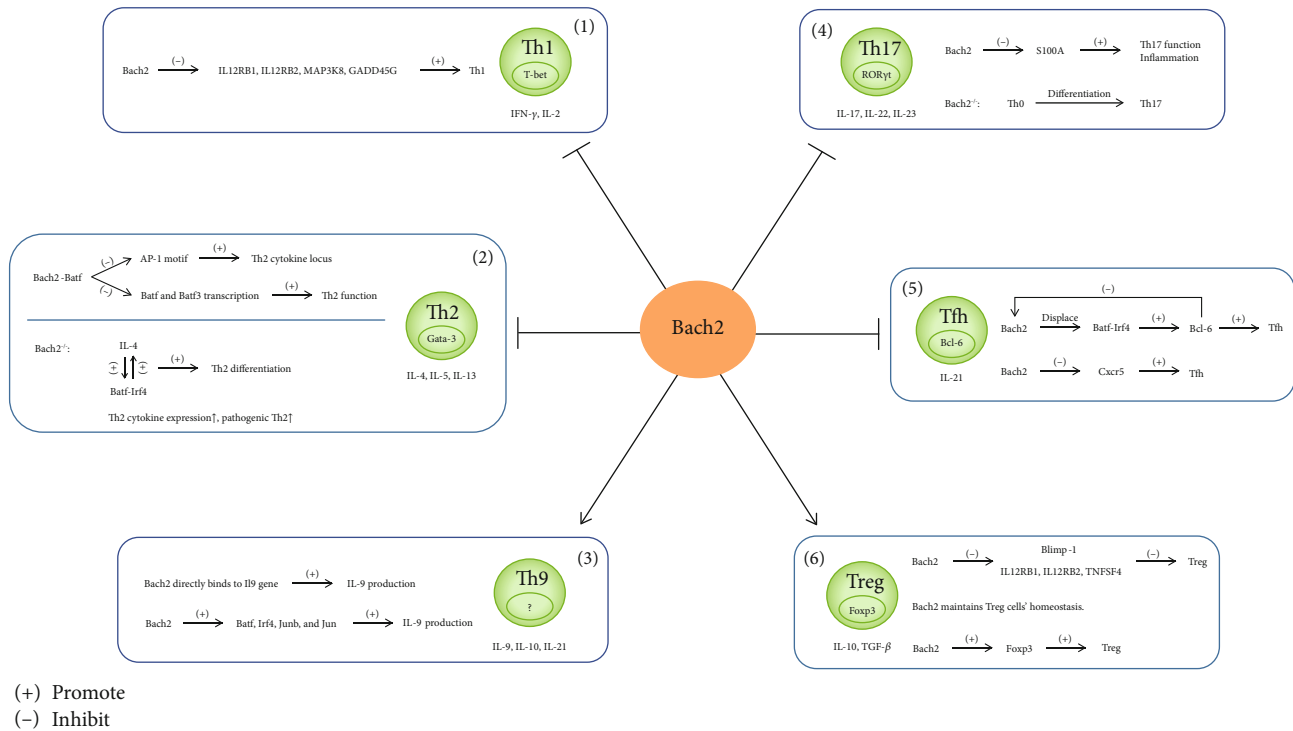 (1)
Bach2 (–) IL12RB1, IL12RB2, MAP3K8, GADD45G (+) Th1
Th1
T-bet
IFN-γ, IL-2
(2)
Bach2-Batf
(–) AP-1 motif (+) Th2 cytokine locus
(–) Batf and Batf3 transcription (+) Th2 function
Bach2⁻/⁻:
IL-4
(+) (+) (+) Th2 differentiation
Batf-Irf4
Th2 cytokine expression↑, pathogenic Th2↑
Th2
Gata-3
IL-4, IL-5, IL-13
(3)
Bach2 directly binds to Il9 gene (+) IL-9 production
Bach2 (+) Batf, Irf4, Junb, and Jun (+) IL-9 production
Th9
?
IL-9, IL-10, IL-21
Bach2
(4)
Th17
RORγt
IL-17, IL-22, IL-23
Bach2 (–) S100A (+) Th17 function
Inflammation
Bach2⁻/⁻: Th0 Differentiation Th17
(5)
Tfh
Bcl-6
IL-21
(–)
Bach2 Displace Batf-Irf4 (+) Bcl-6 (+) Tfh
Bach2 (–) Cxcr5 (+) Tfh
(6)
Treg
Foxp3
IL-10, TGF-β
Blimp-1
Bach2 (–) IL12RB1, IL12RB2, TNFSF4 (–) Treg
Bach2 maintains Treg cells' homeostasis.
Bach2 (+) Foxp3 (+) Treg
(+) Promote
(–) Inhibit